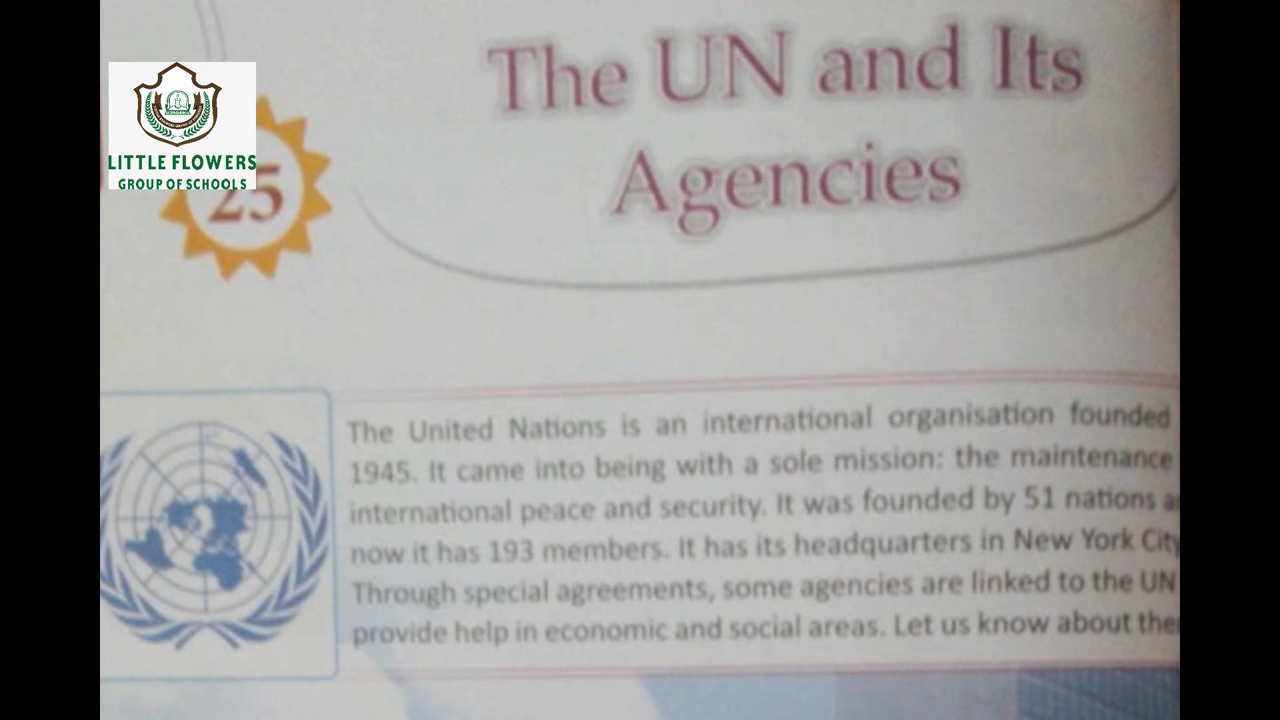 The UN and Its
Agencies
LITTLE FLOWERS
GROUP OF SCHOOLS
25
The United Nations is an international organisation founded
1945. It came into being with a sole mission: the maintenance
international peace and security. It was founded by 51 nations
now it has 193 members. It has its headquarters in New York City
Through special agreements, some agencies are linked to the UN
provide help in economic and social areas. Let us know about